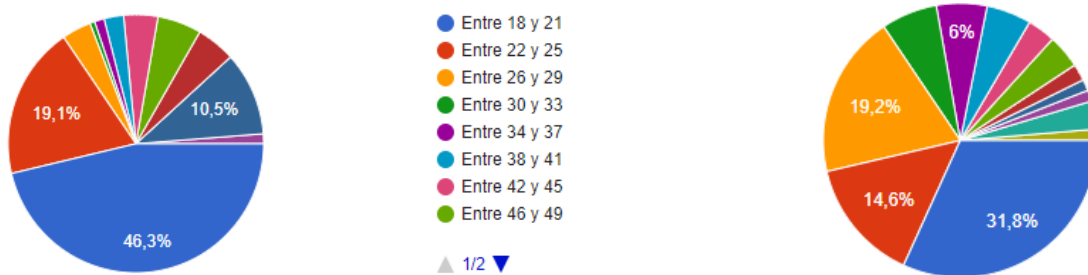 19,1%
10,5%
46,3%
Entre 18 y 21
Entre 22 y 25
Entre 26 y 29
Entre 30 y 33
Entre 34 y 37
Entre 38 y 41
Entre 42 y 45
Entre 46 y 49
1/2
6%
19,2%
14,6%
31,8%